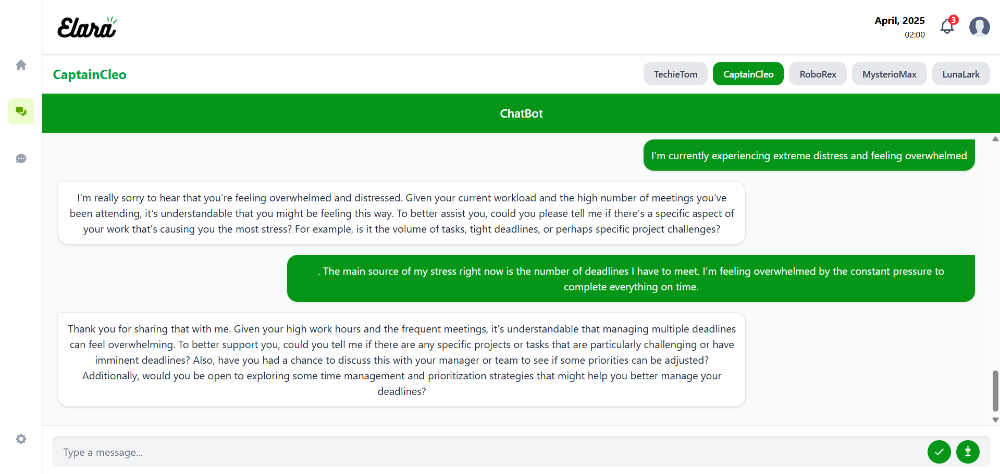 Elara
April, 2025
3
02:00
CaptainCleo
TechieTom
CaptainCleo
RoboRex
MysterioMax
LunaLark
ChatBot
I'm currently experiencing extreme distress and feeling overwhelmed
I'm really sorry to hear that you're feeling overwhelmed and distressed. Given your current workload and the high number of meetings you've
been attending, it's understandable that you might be feeling this way. To better assist you, could you please tell me if there's a specific aspect of
your work that's causing you the most stress? For example, is it the volume of tasks, tight deadlines, or perhaps specific project challenges?
. The main source of my stress right now is the number of deadlines I have to meet. I’m feeling overwhelmed by the constant pressure to
complete everything on time.
Thank you for sharing that with me. Given your high work hours and the frequent meetings, it's understandable that managing multiple deadlines
can feel overwhelming. To better support you, could you tell me if there are any specific projects or tasks that are particularly challenging or have
imminent deadlines? Also, have you had a chance to discuss this with your manager or team to see if some priorities can be adjusted?
Additionally, would you be open to exploring some time management and prioritization strategies that might help you better manage your
deadlines?
Type a message...